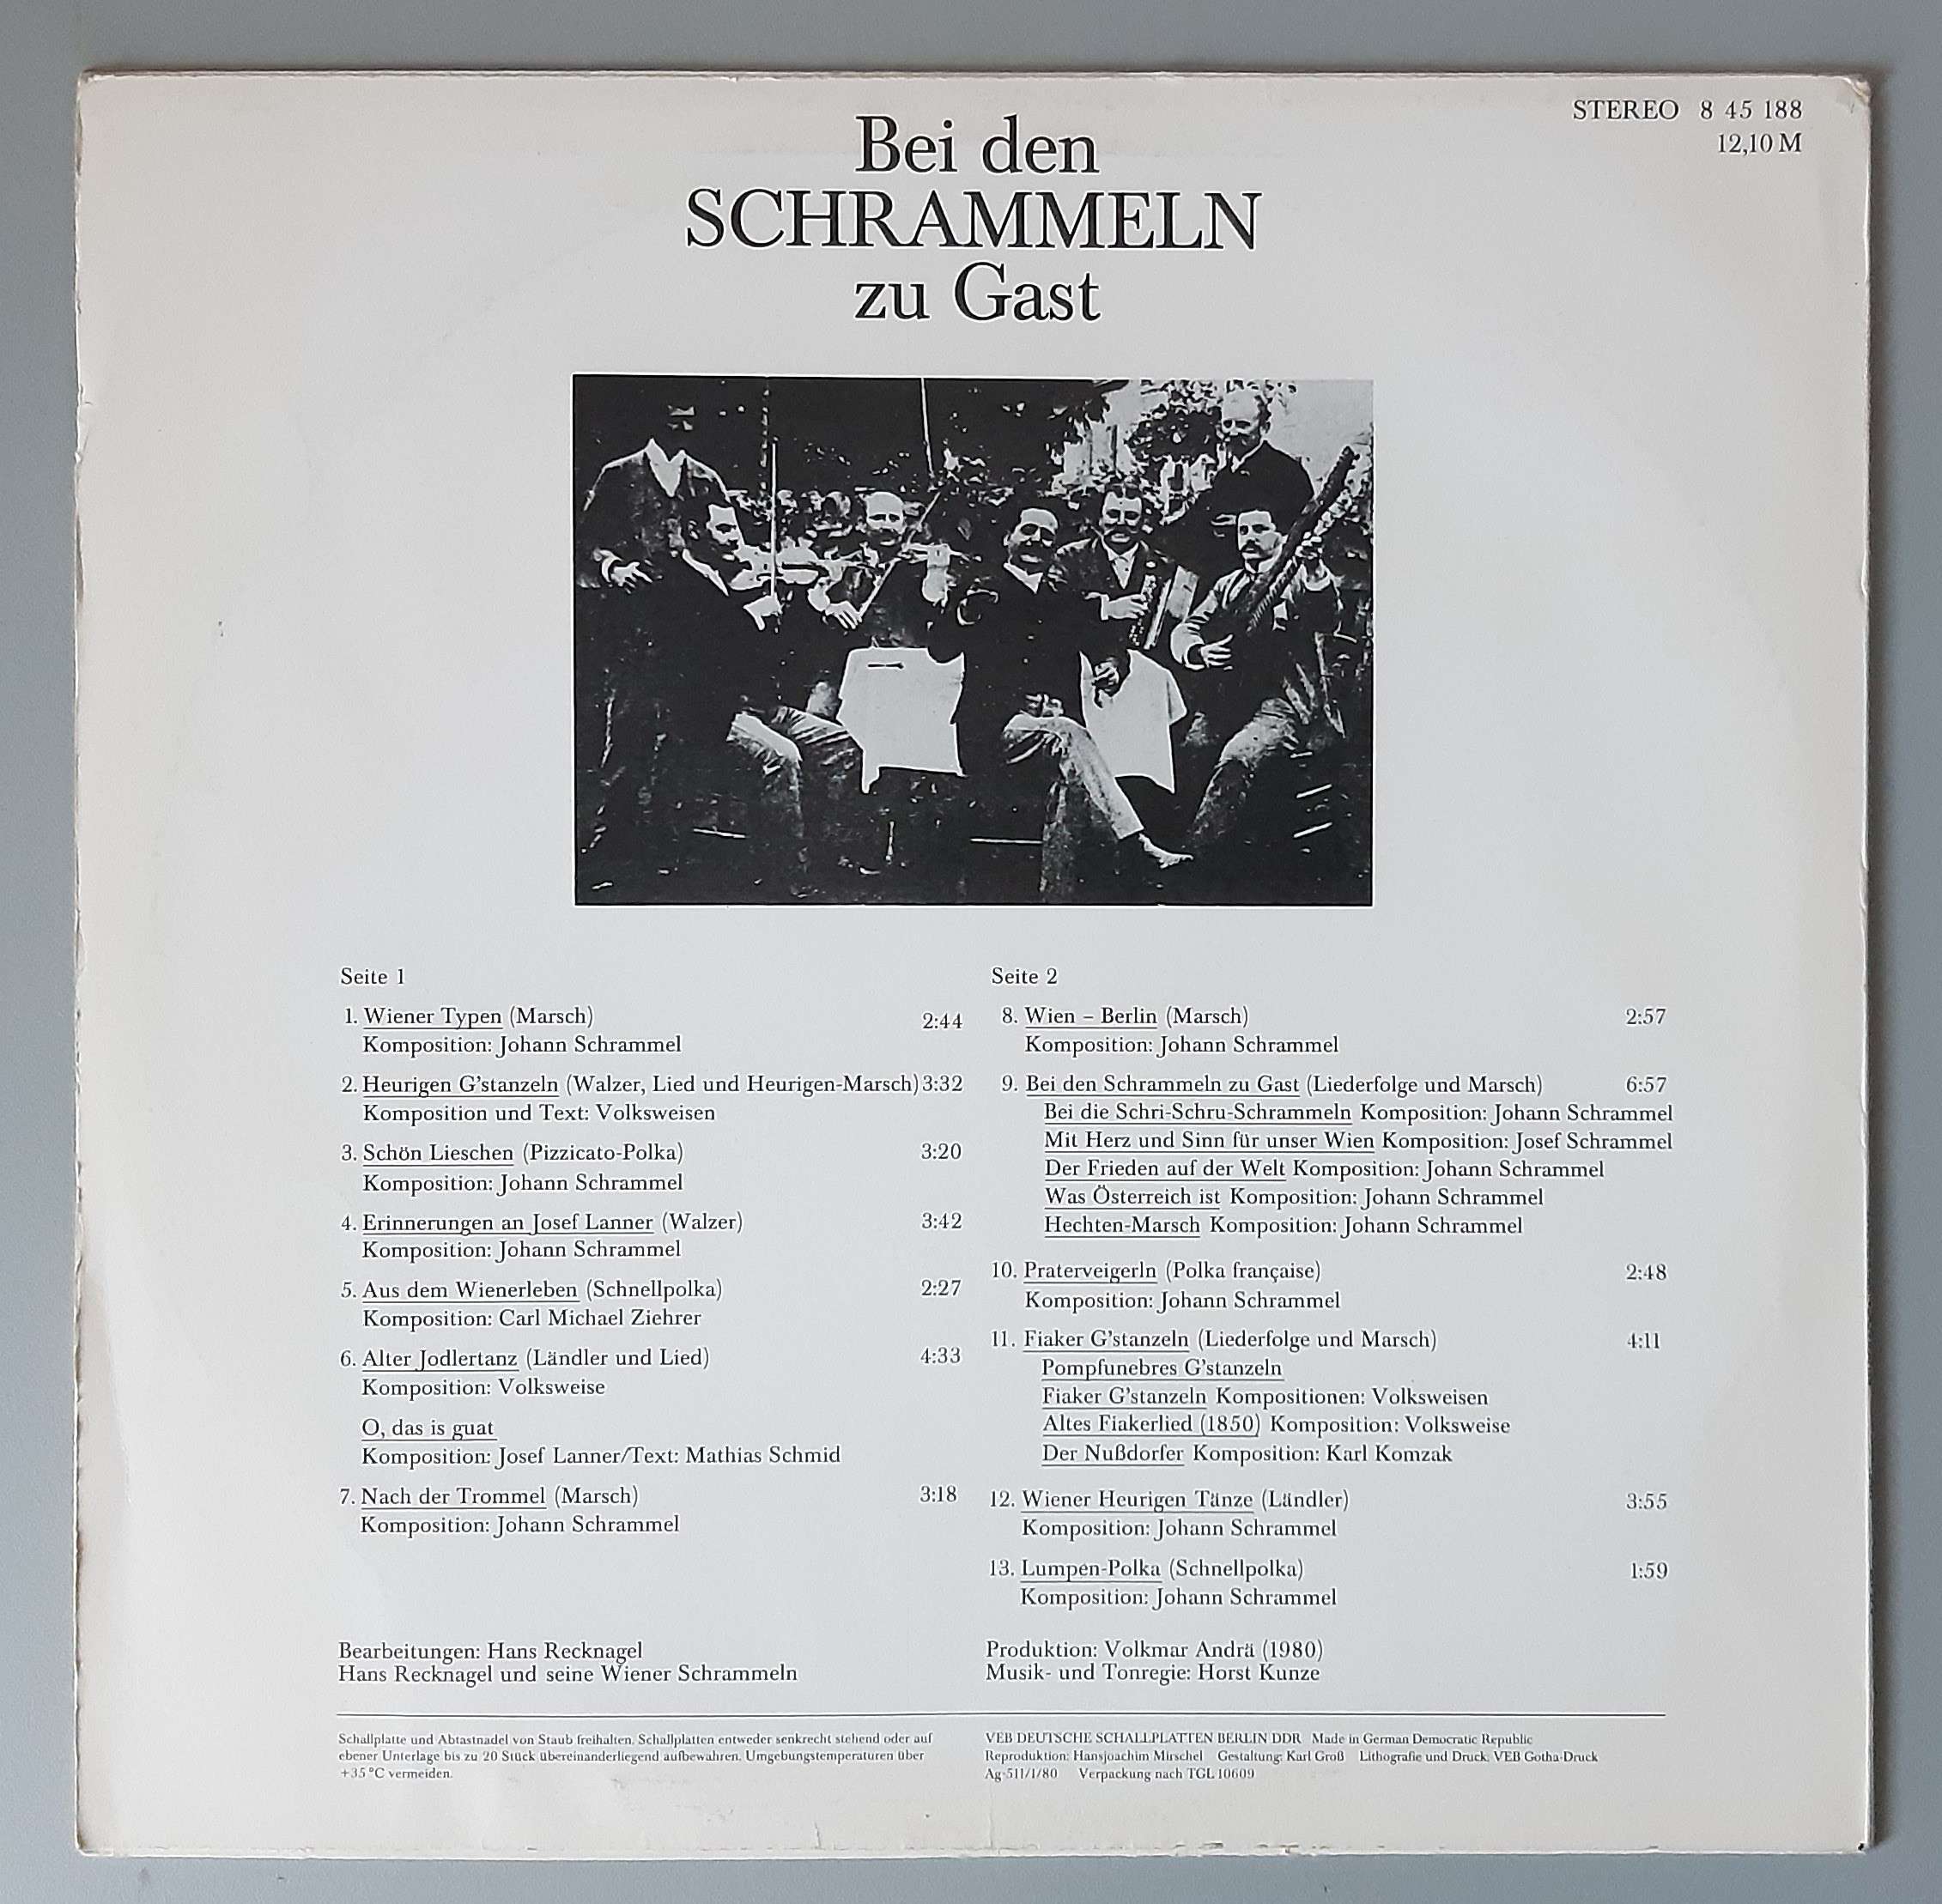 STEREO 8 45 188
12,10 M
Bei den
SCHRAMMELN
zu Gast
Seite 1
1. Wiener Typen (Marsch) 2:44
Komposition: Johann Schrammel
2. Heurigen G'stanzeln (Walzer, Lied und Heurigen-Marsch) 3:32
Komposition und Text: Volksweisen
3. Schön Lieschen (Pizzicato-Polka) 3:20
Komposition: Johann Schrammel
4. Erinnerungen an Josef Lanner (Walzer) 3:42
Komposition: Johann Schrammel
5. Aus dem Wienerleben (Schnellpolka) 2:27
Komposition: Carl Michael Ziehrer
6. Alter Jodlertanz (Ländler und Lied) 4:33
Komposition: Volksweise
O, das is guat
Komposition: Josef Lanner/Text: Mathias Schmid
7. Nach der Trommel (Marsch) 3:18
Komposition: Johann Schrammel
Seite 2
8. Wien – Berlin (Marsch) 2:57
Komposition: Johann Schrammel
9. Bei den Schrammeln zu Gast (Liederfolge und Marsch) 6:57
Bei die Schri-Schru-Schrammeln Komposition: Johann Schrammel
Mit Herz und Sinn für unser Wien Komposition: Josef Schrammel
Der Frieden auf der Welt Komposition: Johann Schrammel
Was Österreich ist Komposition: Johann Schrammel
Hechten-Marsch Komposition: Johann Schrammel
10. Praterveigerln (Polka française) 2:48
Komposition: Johann Schrammel
11. Fiaker G'stanzeln (Liederfolge und Marsch) 4:11
Pompfunebres G'stanzeln
Fiaker G'stanzeln Kompositionen: Volksweisen
Altes Fiakerlied (1850) Komposition: Volksweise
Der Nußdorfer Komposition: Karl Komzak
12. Wiener Heurigen Tänze (Ländler) 3:55
Komposition: Johann Schrammel
13. Lumpen-Polka (Schnellpolka) 1:59
Komposition: Johann Schrammel
Bearbeitungen: Hans Recknagel
Hans Recknagel und seine Wiener Schrammeln
Produktion: Volkmar Andrä (1980)
Musik- und Tonregie: Horst Kunze
Schallplatte und Abtastnadel von Staub freihalten. Schallplatten entweder senkrecht stehend oder auf
ebener Unterlage bis zu 20 Stück übereinanderliegend aufbewahren. Umgebungstemperaturen über
+35 °C vermeiden.
VEB DEUTSCHE SCHALLPLATTEN BERLIN DDR Made in German Democratic Republic
Reproduktion: Hansjoachim Mirschel Gestaltung: Karl Groß Lithografie und Druck: VEB Gotha-Druck
Ag-511/1/80 Verpackung nach TGL 10609